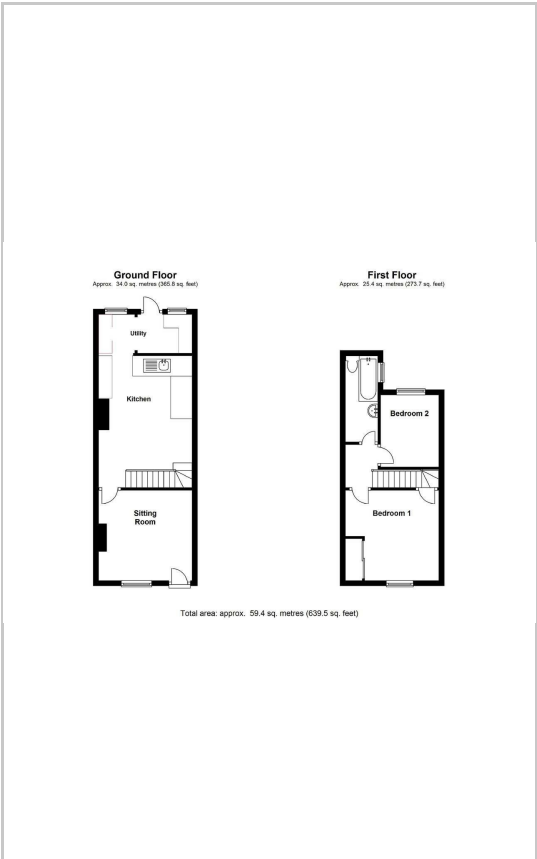 Ground Floor
Approx. 34.0 sq. metres (365.8 sq. feet)
Utility
Kitchen
Sitting
Room
First Floor
Approx. 25.4 sq. metres (273.7 sq. feet)
Bedroom 2
Bedroom 1
Total area: approx. 59.4 sq. metres (639.5 sq. feet)